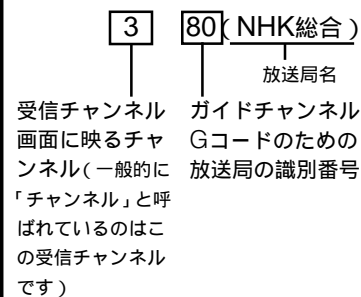 3 80(NHK総合)
放送局名
受信チャンネル
画面に映るチャ
ンネル(一般的に
「チャンネル」と呼
ばれているのはこ
の受信チャンネル
です)
ガイドチャンネル
Gコードのための
放送局の識別番号